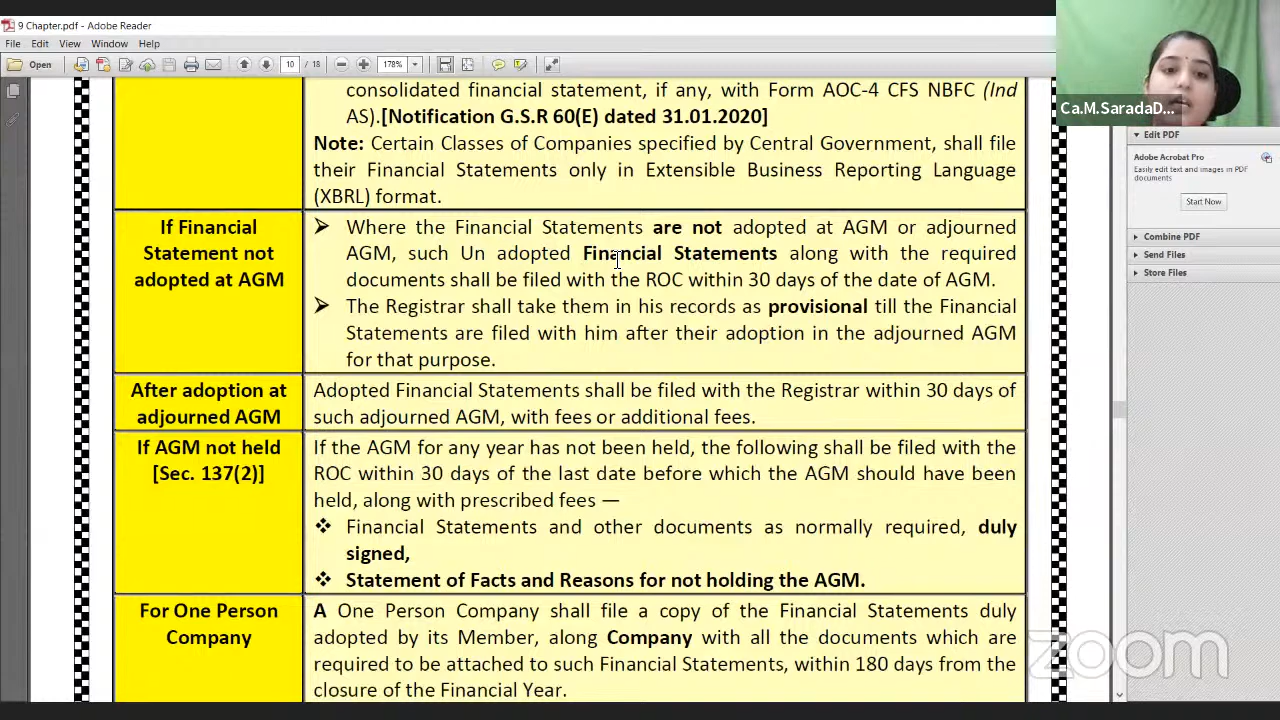 9 Chapter.pdf - Adobe Reader
File Edit View Window Help
Open 10 / 18 178%
Ca.M.SaradaD...
Edit PDF
Adobe Acrobat Pro
Easily edit text and images in PDF
documents
Start Now
Combine PDF
Send Files
Store Files
consolidated financial statement, if any, with Form AOC-4 CFS NBFC (Ind
AS).[Notification G.S.R 60(E) dated 31.01.2020]
Note: Certain Classes of Companies specified by Central Government, shall file
their Financial Statements only in Extensible Business Reporting Language
(XBRL) format.
If Financial
Statement not
adopted at AGM
➢ Where the Financial Statements are not adopted at AGM or adjourned
AGM, such Un adopted Financial Statements along with the required
documents shall be filed with the ROC within 30 days of the date of AGM.
➢ The Registrar shall take them in his records as provisional till the Financial
Statements are filed with him after their adoption in the adjourned AGM
for that purpose.
After adoption at
adjourned AGM
Adopted Financial Statements shall be filed with the Registrar within 30 days of
such adjourned AGM, with fees or additional fees.
If AGM not held
[Sec. 137(2)]
If the AGM for any year has not been held, the following shall be filed with the
ROC within 30 days of the last date before which the AGM should have been
held, along with prescribed fees —
❖ Financial Statements and other documents as normally required, duly
signed,
❖ Statement of Facts and Reasons for not holding the AGM.
For One Person
Company
A One Person Company shall file a copy of the Financial Statements duly
adopted by its Member, along Company with all the documents which are
required to be attached to such Financial Statements, within 180 days from the
closure of the Financial Year.
zoom